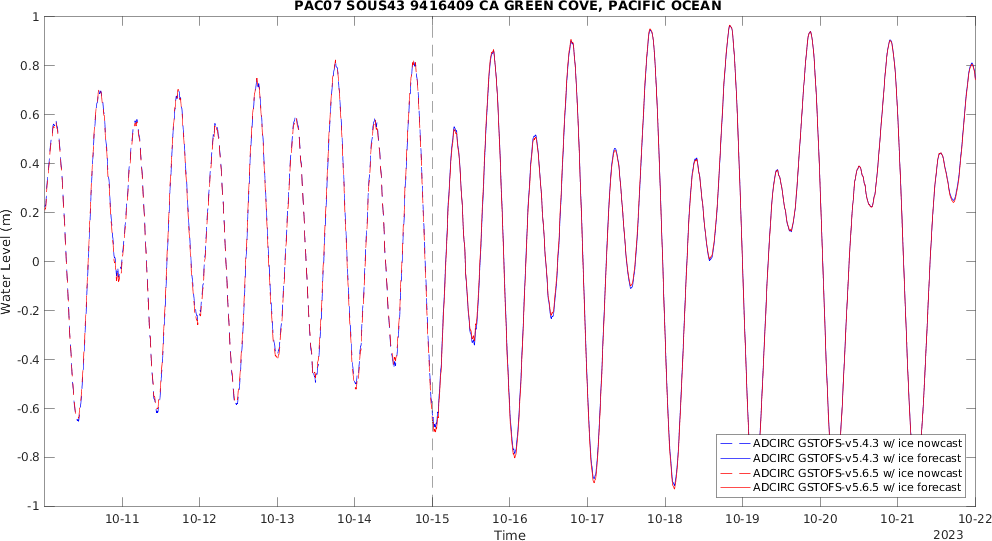 PAC07 SOUS43 9416409 CA GREEN COVE, PACIFIC OCEAN
Water Level (m)
1
0.8
0.6
0.4
0.2
0
-0.2
-0.4
-0.6
-0.8
-1
ADCIRC GSTOFS-v5.4.3 w/ ice nowcast
ADCIRC GSTOFS-v5.4.3 w/ ice forecast
ADCIRC GSTOFS-v5.6.5 w/ ice nowcast
ADCIRC GSTOFS-v5.6.5 w/ ice forecast
10-11 10-12 10-13 10-14 10-15 10-16 10-17 10-18 10-19 10-20 10-21 10-22
Time
2023